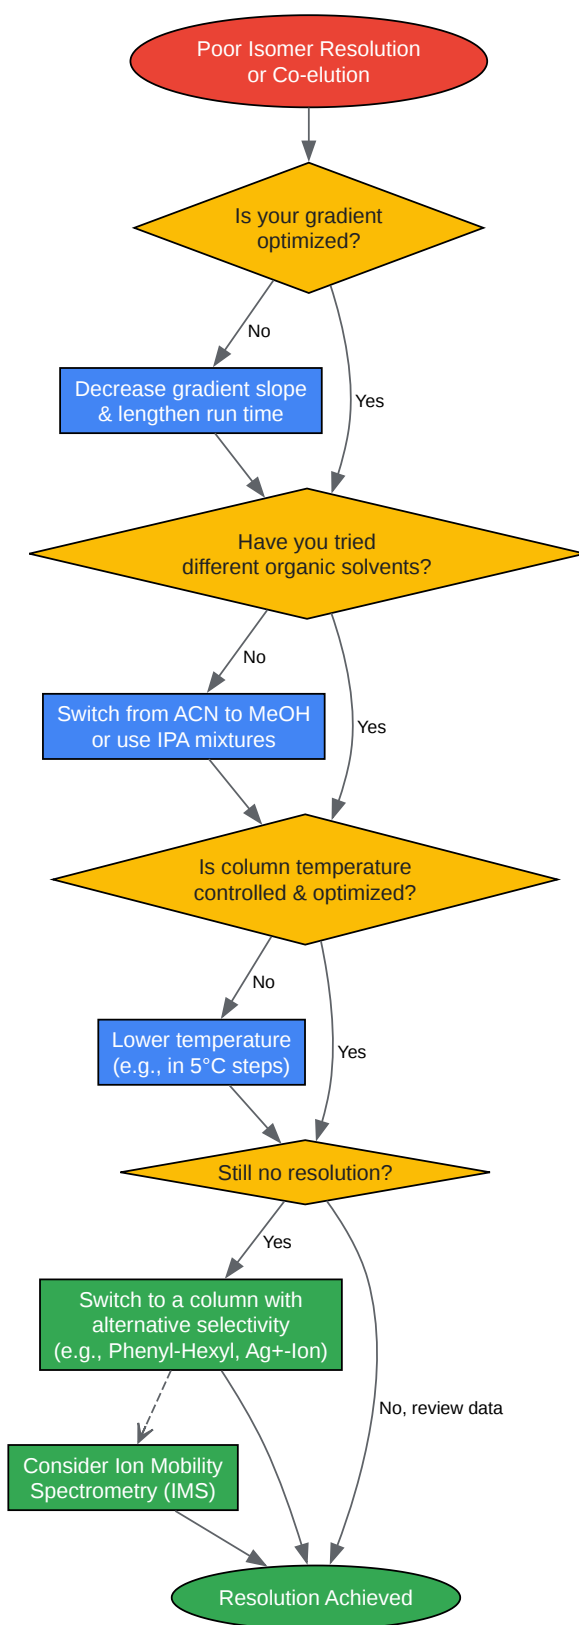 Poor Isomer Resolution
or Co-elution
Is your gradient
optimized?
No
Decrease gradient slope
& lengthen run time
Yes
Have you tried
different organic solvents?
No
Switch from ACN to MeOH
or use IPA mixtures
Yes
Is column temperature
controlled & optimized?
No
Lower temperature
(e.g., in 5°C steps)
Yes
Still no resolution?
Yes
Switch to a column with
alternative selectivity
(e.g., Phenyl-Hexyl, Ag+-Ion)
No, review data
Consider Ion Mobility
Spectrometry (IMS)
Resolution Achieved